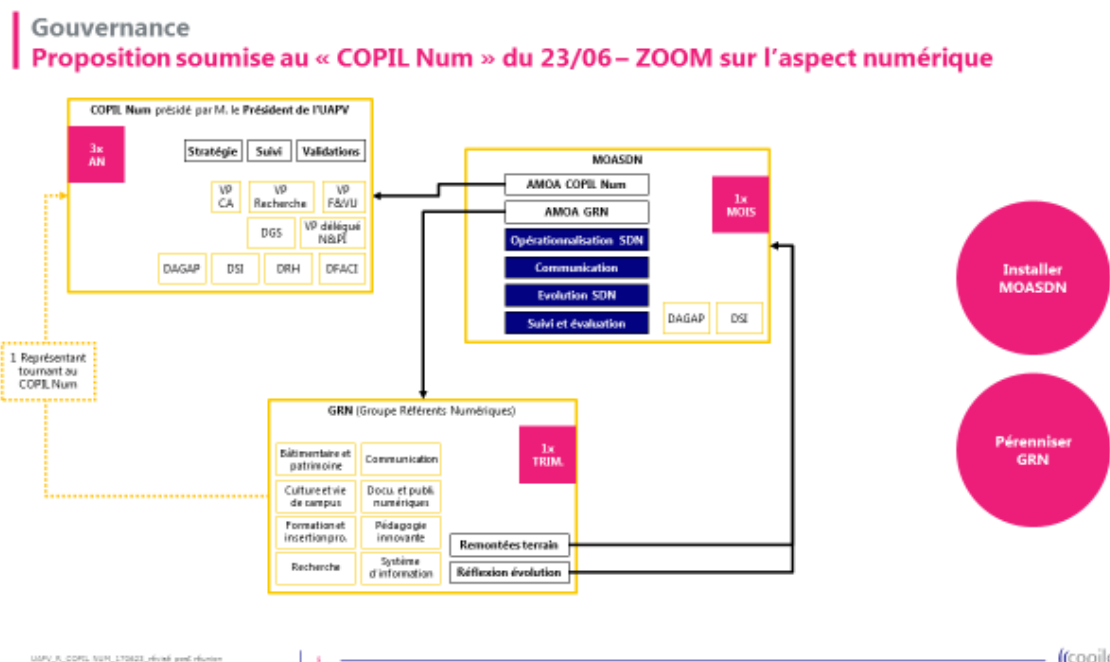 Gouvernance
Proposition soumise au « COPIL Num » du 23/06 – ZOOM sur l'aspect numérique
COPIL Num présidé par M. le Président de l'UAPV
3x
AN
Stratégie
Suivi
Validations
VP
CA
VP
Recherche
VP
F&VU
DGS
VP délégué
N&PI
DAGAP
DSI
DRH
DFACI
MOASDN
AMOA COPIL Num
AMOA GRN
1x
MOIS
Opérationnalisation SDN
Communication
Evolution SDN
Suivi et évaluation
DAGAP
DSI
Installer
MOASDN
1 Représentant
tournant au
COPIL Num
GRN (Groupe Référents Numériques)
1x
TRIM.
Bâtimentaire et
patrimoine
Communication
Culture et vie
de campus
Docu. et publi.
numériques
Formation et
insertion pro.
Pédagogie
innovante
Recherche
Système
d'information
Remontées terrain
Réflexion évolution
Pérenniser
GRN
UAPV_R_COPIL NUM_170623_révisé post réunion